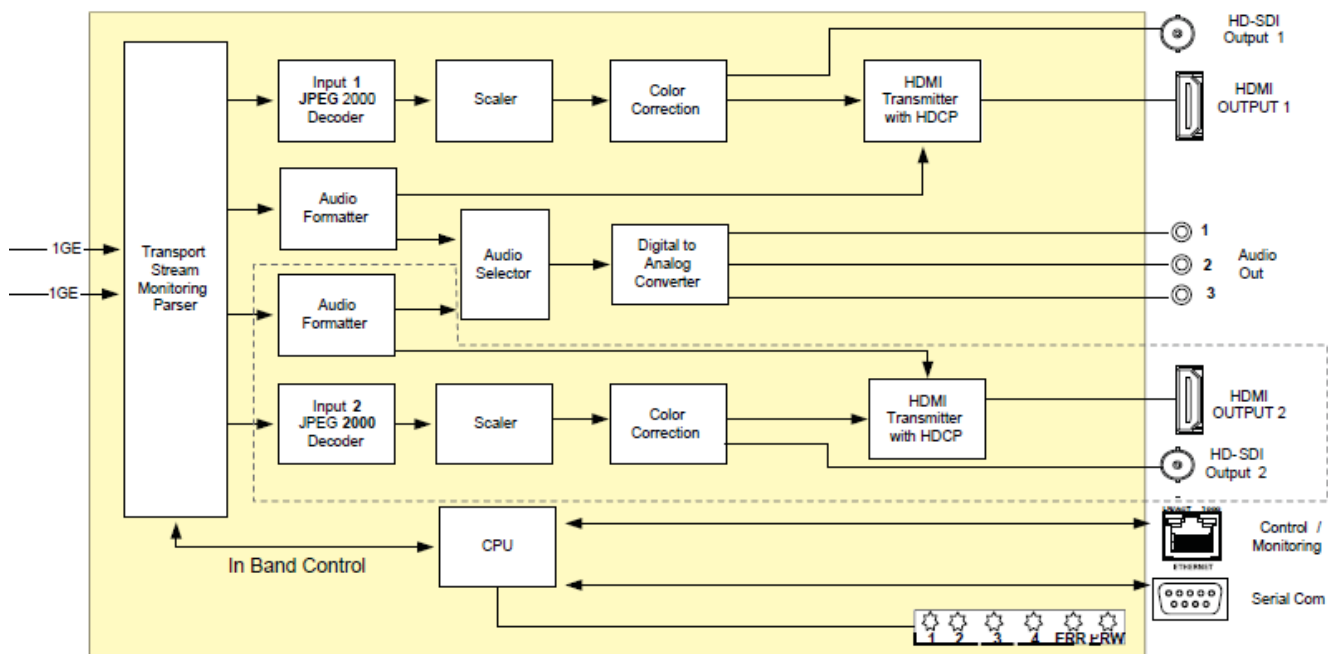 HD-SDI
Output 1
Input 1
JPEG 2000
Decoder
Scaler
Color
Correction
HDMI
Transmitter
with HDCP
HDMI
OUTPUT 1
Audio
Formatter
1GE
1GE
Transport
Stream
Monitoring
Parser
Audio
Selector
Digital to
Analog
Converter
1
2
3
Audio
Out
Audio
Formatter
Input 2
JPEG 2000
Decoder
Scaler
Color
Correction
HDMI
Transmitter
with HDCP
HDMI
OUTPUT 2
HD-SDI
Output 2
In Band Control
CPU
1000
ETHERNET
Control /
Monitoring
Serial Com
1 2 3 4 ERR PRW